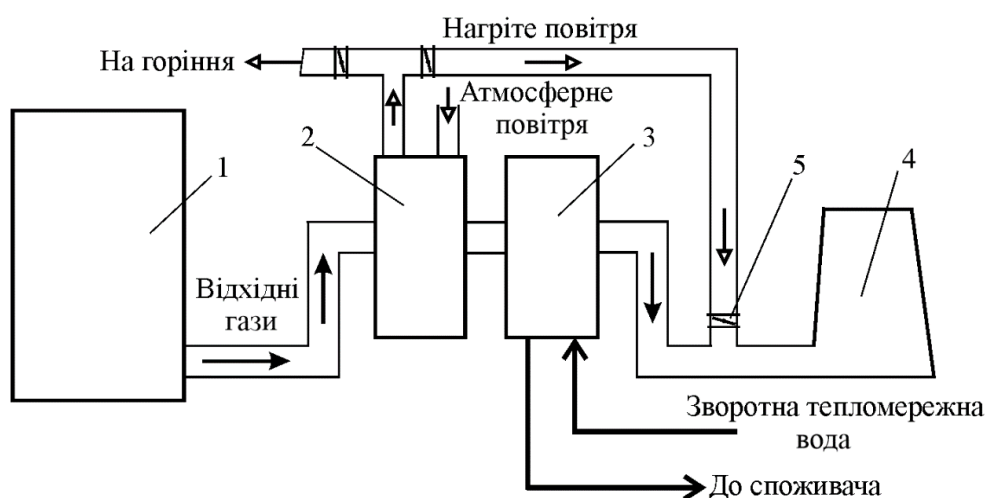 Нагріте повітря
На горіння
Атмосферне
повітря
1
2
3
5
4
Відхідні
гази
Зворотна тепломережна
вода
До споживача